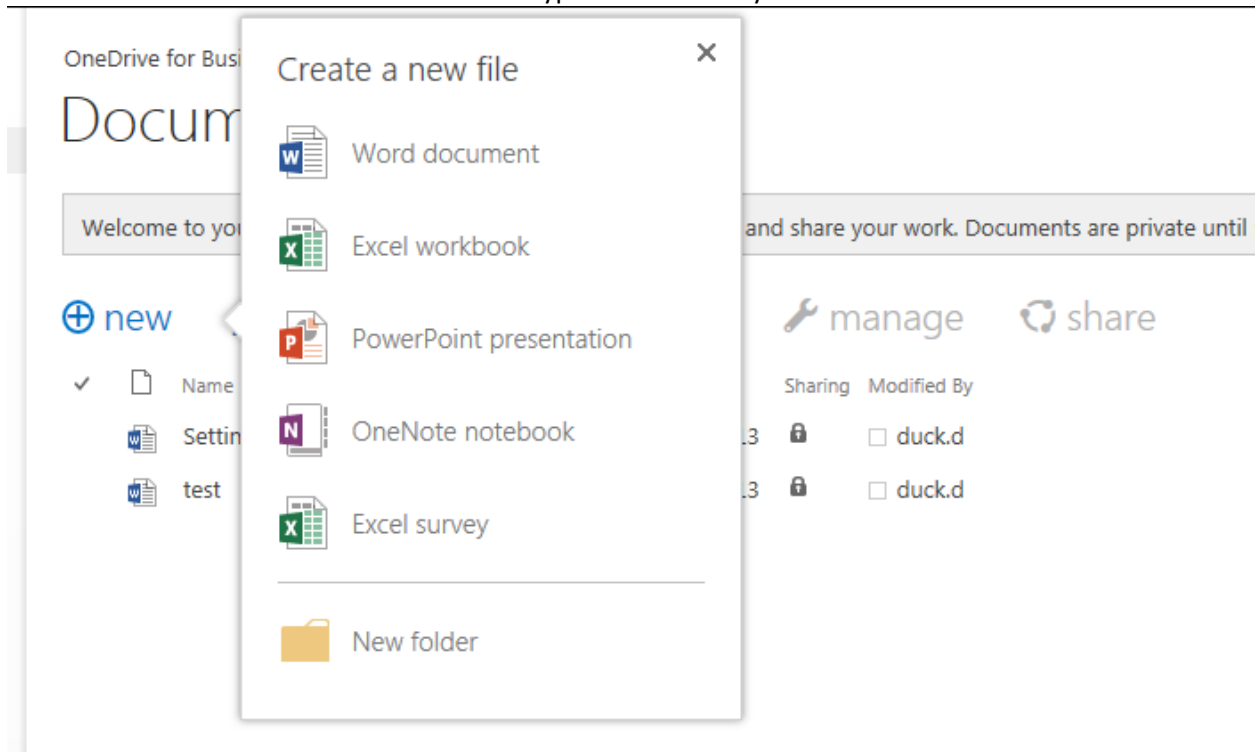 OneDrive for Busi
Docum
Create a new file
Word document
Excel workbook
PowerPoint presentation
OneNote notebook
Excel survey
New folder
Welcome to you
and share your work. Documents are private until
new
manage
share
Name
Sharing
Modified By
Settin
.3
duck.d
test
.3
duck.d